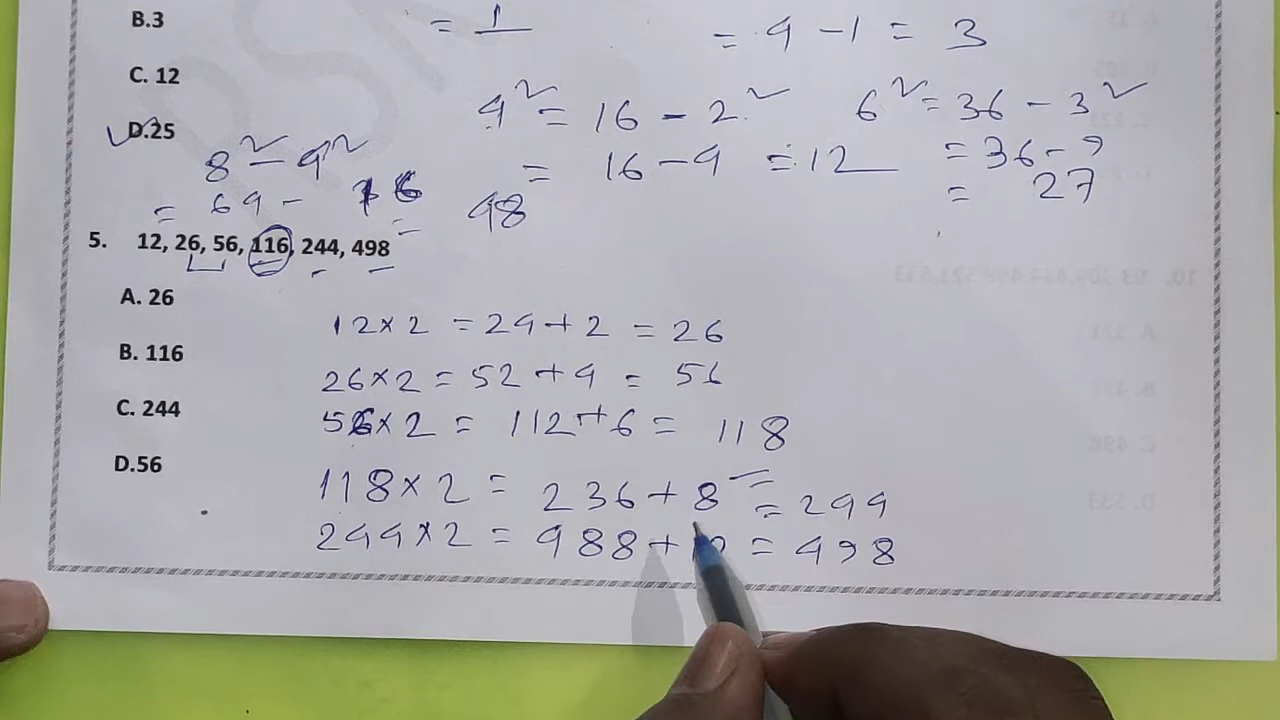 B.3
= 1
= 4 - 1 = 3
C. 12
4² = 16 - 2²
6² = 36 - 3²
D.25
8² - 4²
= 16 - 4 = 12
= 36 - 9
= 64 - 16 = 48
= 27
5. 12, 26, 56, 116, 244, 498
A. 26
12 × 2 = 24 + 2 = 26
B. 116
26 × 2 = 52 + 4 = 56
C. 244
56 × 2 = 112 + 6 = 118
D.56
118 × 2 = 236 + 8 = 244
244 × 2 = 488 + 10 = 498